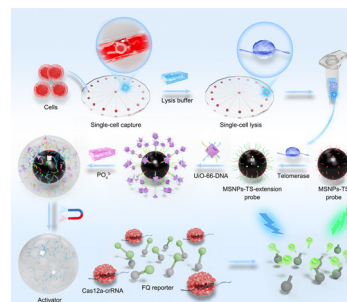 Cells
Single-cell capture
Lysis buffer
Single-cell lysis
PO₄³⁻
UiO-66-DNA
MSNPs-TS-extension
probe
Telomerase
MSNPs-TS
probe
Activator
Cas12a-crRNA
FQ reporter